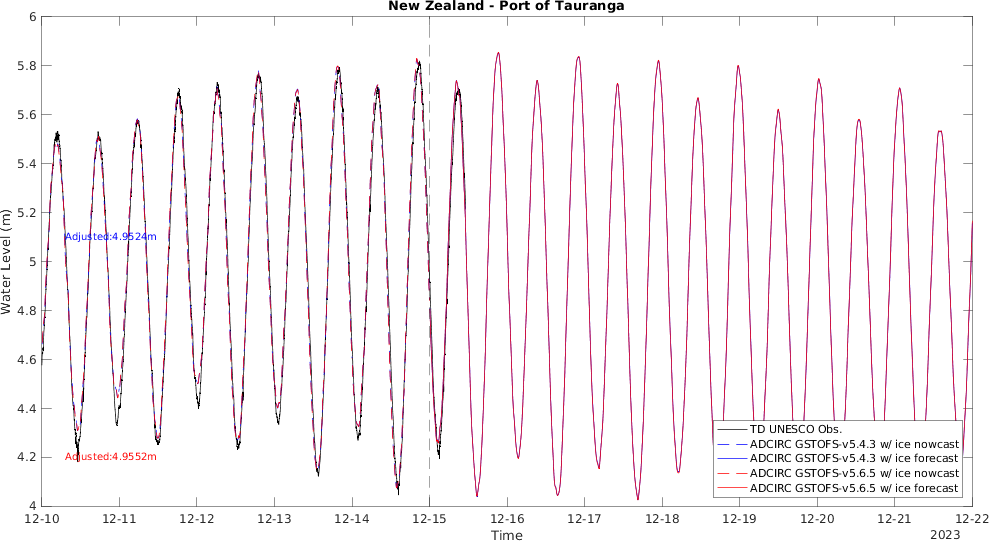 New Zealand - Port of Tauranga
6
5.8
5.6
5.4
5.2
5
4.8
4.6
4.4
4.2
4
Water Level (m)
Adjusted:4.9524m
Adjusted:4.9552m
TD UNESCO Obs.
ADCIRC GSTOFS-v5.4.3 w/ ice nowcast
ADCIRC GSTOFS-v5.4.3 w/ ice forecast
ADCIRC GSTOFS-v5.6.5 w/ ice nowcast
ADCIRC GSTOFS-v5.6.5 w/ ice forecast
12-10 12-11 12-12 12-13 12-14 12-15 12-16 12-17 12-18 12-19 12-20 12-21 12-22
Time
2023